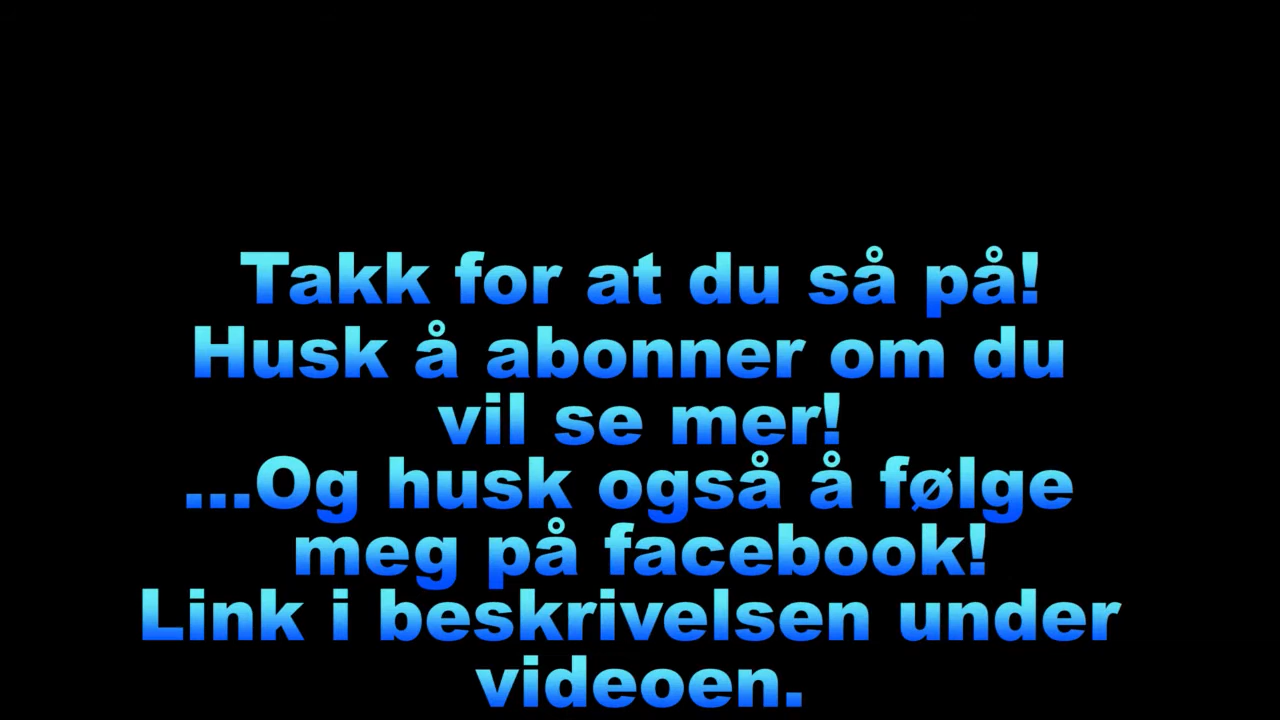 Takk for at du så på!
Husk å abonner om du
vil se mer!
...Og husk også å følge
meg på facebook!
Link i beskrivelsen under
videoen.